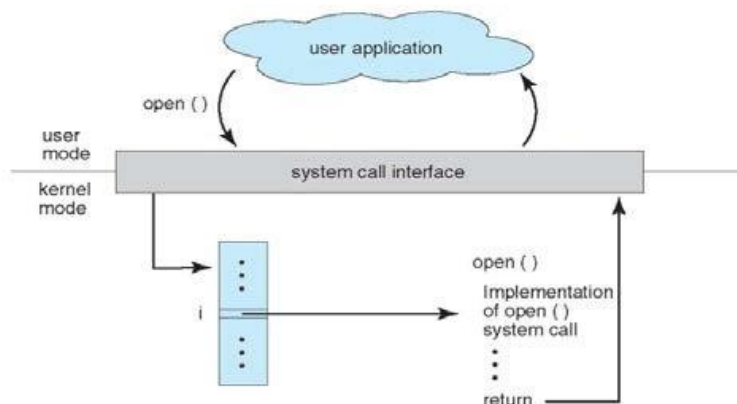 user application
open ( )
user
mode
system call interface
kernel
mode
i
open ( )
Implementation
of open ( )
system call
return